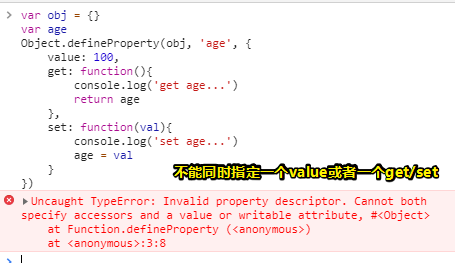 > var obj = {}
var age
Object.defineProperty(obj, 'age', {
value: 100,
get: function(){
console.log('get age...')
return age
},
set: function(val){
console.log('set age...')
age = val
不能同时指定一个value或者一个get/set
}
})
Uncaught TypeError: Invalid property descriptor. Cannot both
specify accessors and a value or writable attribute, #<Object>
at Function.defineProperty (<anonymous>)
at <anonymous>:3:8